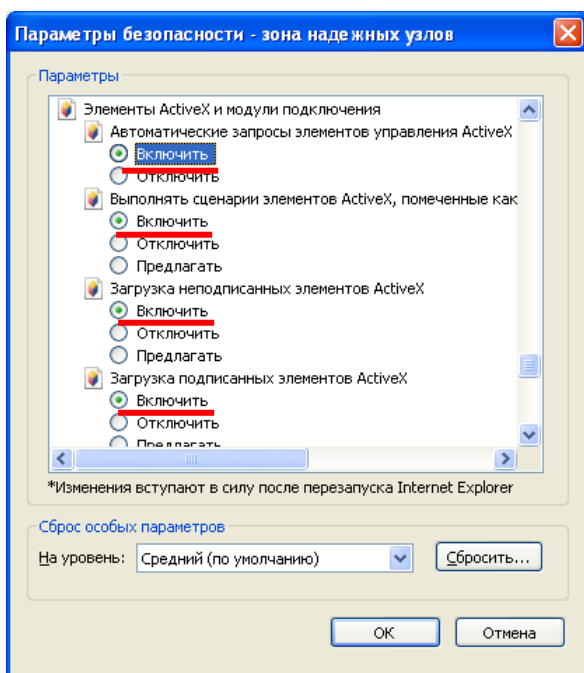 Параметры безопасности - зона надежных узлов
Параметры
Элементы ActiveX и модули подключения
Автоматические запросы элементов управления ActiveX
Включить
Отключить
Выполнять сценарии элементов ActiveX, помеченные как
Включить
Отключить
Предлагать
Загрузка неподписанных элементов ActiveX
Включить
Отключить
Предлагать
Загрузка подписанных элементов ActiveX
Включить
Отключить
Предлагать
*Изменения вступают в силу после перезапуска Internet Explorer
Сброс особых параметров
На уровень: Средний (по умолчанию) Сбросить...
ОК Отмена